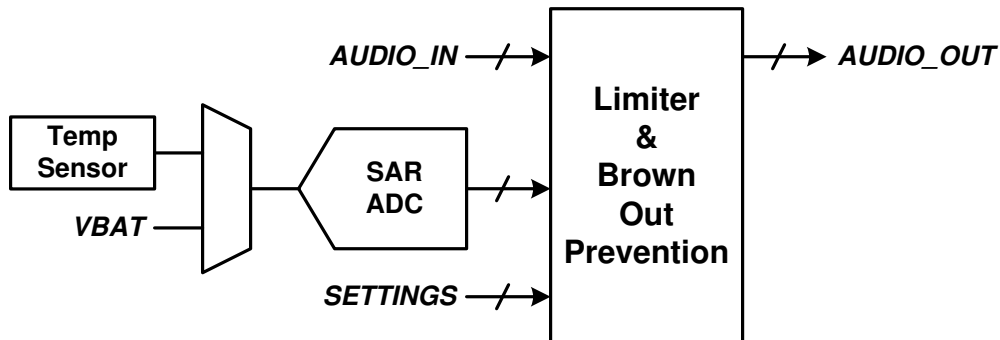 AUDIO_IN
AUDIO_OUT
Temp
Sensor
VBAT
SAR
ADC
SETTINGS
Limiter
&
Brown
Out
Prevention